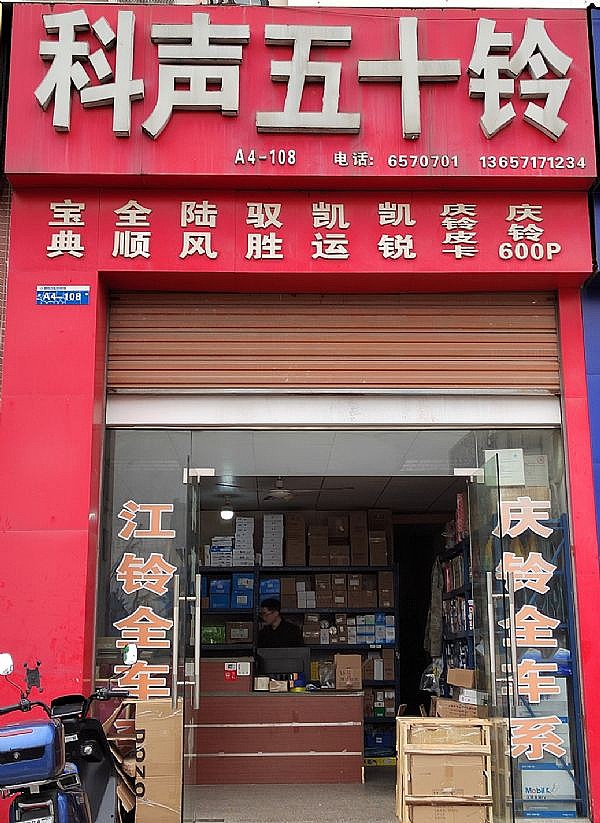 科声五十铃
A4-108 电话: 6570701 13657171234
宝典 全顺 陆风 驭胜 凯运 凯锐 庆铃皮卡 庆铃600P
A4-108
江铃全车
庆铃全车系
Mobil